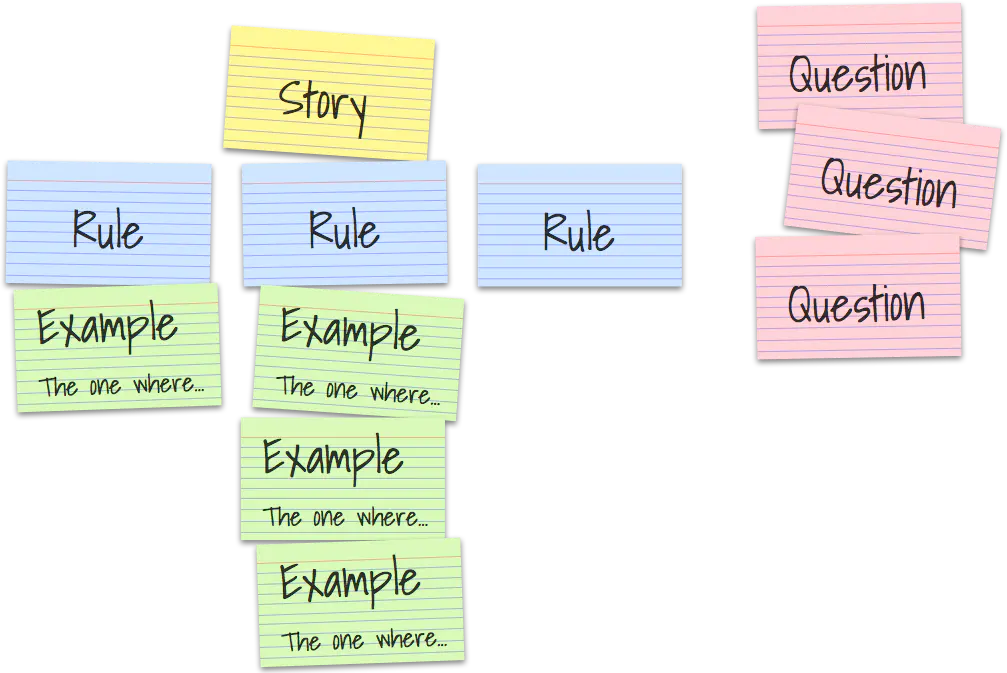 Story
Rule
Rule
Rule
Example
The one where...
Example
The one where...
Example
The one where...
Example
The one where...
Question
Question
Question